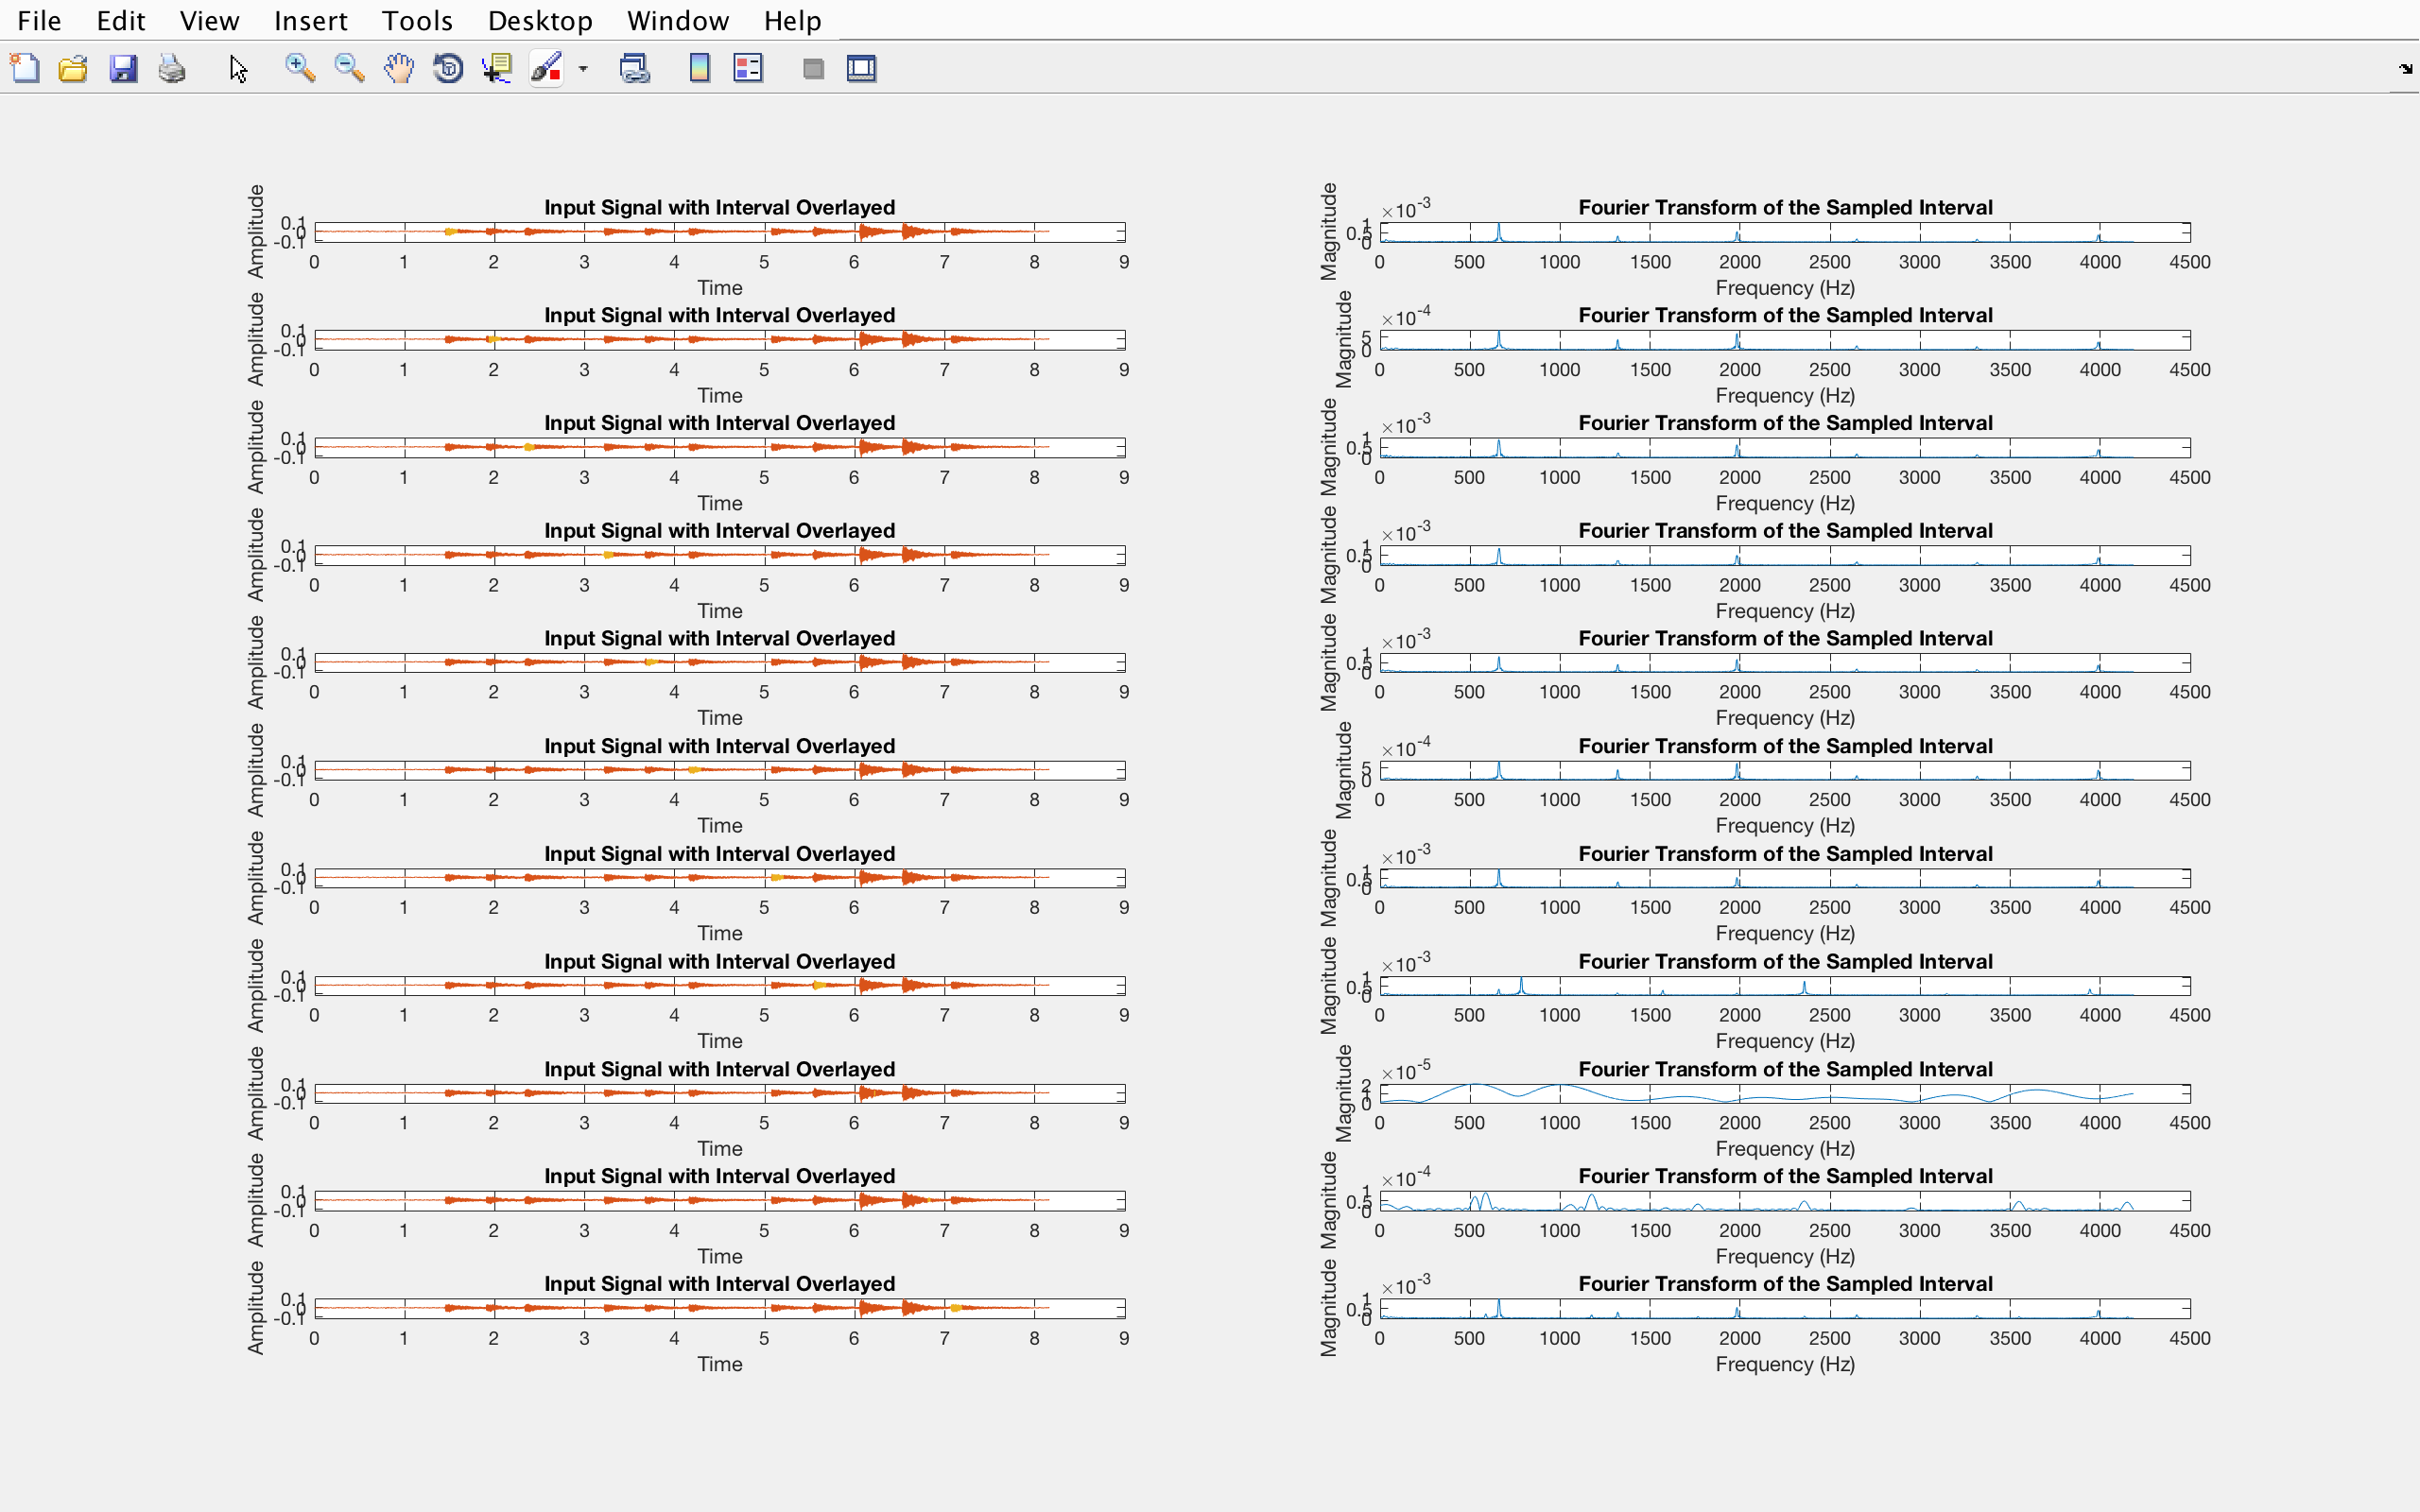 File Edit View Insert Tools Desktop Window Help
Input Signal with Interval Overlayed
Amplitude
0.1
0
-0.1
0 1 2 3 4 5 6 7 8 9
Time
Fourier Transform of the Sampled Interval
×10-3
Magnitude
1
0.5
0
0 500 1000 1500 2000 2500 3000 3500 4000 4500
Frequency (Hz)
Input Signal with Interval Overlayed
Amplitude
0.1
0
-0.1
0 1 2 3 4 5 6 7 8 9
Time
Fourier Transform of the Sampled Interval
×10-4
Magnitude
5
0
0 500 1000 1500 2000 2500 3000 3500 4000 4500
Frequency (Hz)
Input Signal with Interval Overlayed
Amplitude
0.1
0
-0.1
0 1 2 3 4 5 6 7 8 9
Time
Fourier Transform of the Sampled Interval
×10-3
Magnitude
1
0.5
0
0 500 1000 1500 2000 2500 3000 3500 4000 4500
Frequency (Hz)
Input Signal with Interval Overlayed
Amplitude
0.1
0
-0.1
0 1 2 3 4 5 6 7 8 9
Time
Fourier Transform of the Sampled Interval
×10-3
Magnitude
1
0.5
0
0 500 1000 1500 2000 2500 3000 3500 4000 4500
Frequency (Hz)
Input Signal with Interval Overlayed
Amplitude
0.1
0
-0.1
0 1 2 3 4 5 6 7 8 9
Time
Fourier Transform of the Sampled Interval
×10-3
Magnitude
1
0.5
0
0 500 1000 1500 2000 2500 3000 3500 4000 4500
Frequency (Hz)
Input Signal with Interval Overlayed
Amplitude
0.1
0
-0.1
0 1 2 3 4 5 6 7 8 9
Time
Fourier Transform of the Sampled Interval
×10-4
Magnitude
5
0
0 500 1000 1500 2000 2500 3000 3500 4000 4500
Frequency (Hz)
Input Signal with Interval Overlayed
Amplitude
0.1
0
-0.1
0 1 2 3 4 5 6 7 8 9
Time
Fourier Transform of the Sampled Interval
×10-3
Magnitude
1
0.5
0
0 500 1000 1500 2000 2500 3000 3500 4000 4500
Frequency (Hz)
Input Signal with Interval Overlayed
Amplitude
0.1
0
-0.1
0 1 2 3 4 5 6 7 8 9
Time
Fourier Transform of the Sampled Interval
×10-3
Magnitude
1
0.5
0
0 500 1000 1500 2000 2500 3000 3500 4000 4500
Frequency (Hz)
Input Signal with Interval Overlayed
Amplitude
0.1
0
-0.1
0 1 2 3 4 5 6 7 8 9
Time
Fourier Transform of the Sampled Interval
×10-5
Magnitude
2
1
0
0 500 1000 1500 2000 2500 3000 3500 4000 4500
Frequency (Hz)
Input Signal with Interval Overlayed
Amplitude
0.1
0
-0.1
0 1 2 3 4 5 6 7 8 9
Time
Fourier Transform of the Sampled Interval
×10-4
Magnitude
1
0.5
0
0 500 1000 1500 2000 2500 3000 3500 4000 4500
Frequency (Hz)
Input Signal with Interval Overlayed
Amplitude
0.1
0
-0.1
0 1 2 3 4 5 6 7 8 9
Time
Fourier Transform of the Sampled Interval
×10-3
Magnitude
1
0.5
0
0 500 1000 1500 2000 2500 3000 3500 4000 4500
Frequency (Hz)